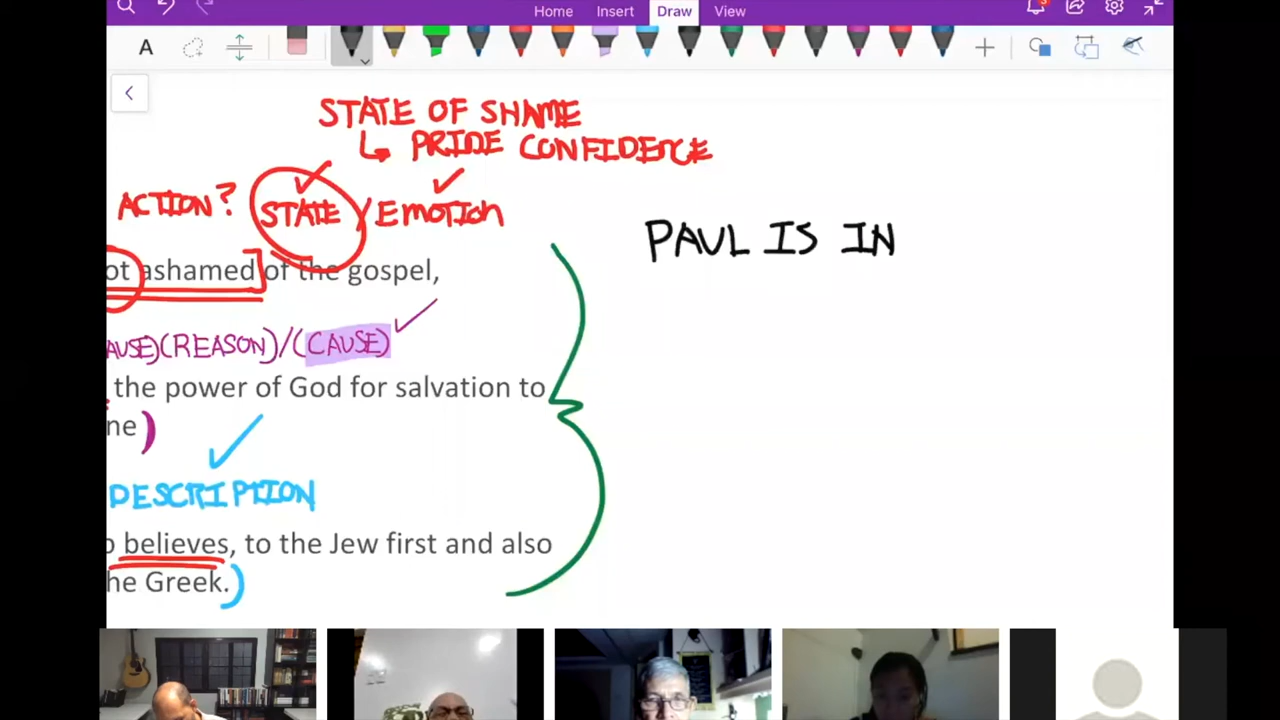 Home Insert Draw View
A
STATE OF SHAME
↳ PRIDE CONFIDENCE
ACTION? STATE / EMOTION
PAUL IS IN
ot ashamed] of the gospel,
AUSE)(REASON)/(CAUSE)
the power of God for salvation to
ne)
DESCRIPTION
believes, to the Jew first and also
he Greek.)